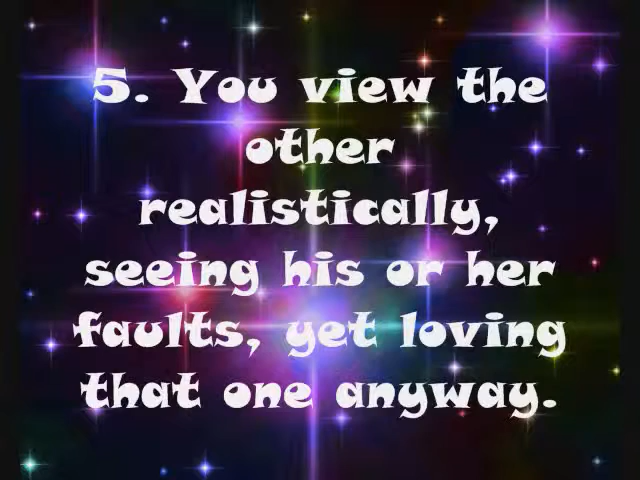 5. You view the
other
realistically,
seeing his or her
faults, yet loving
that one anyway.